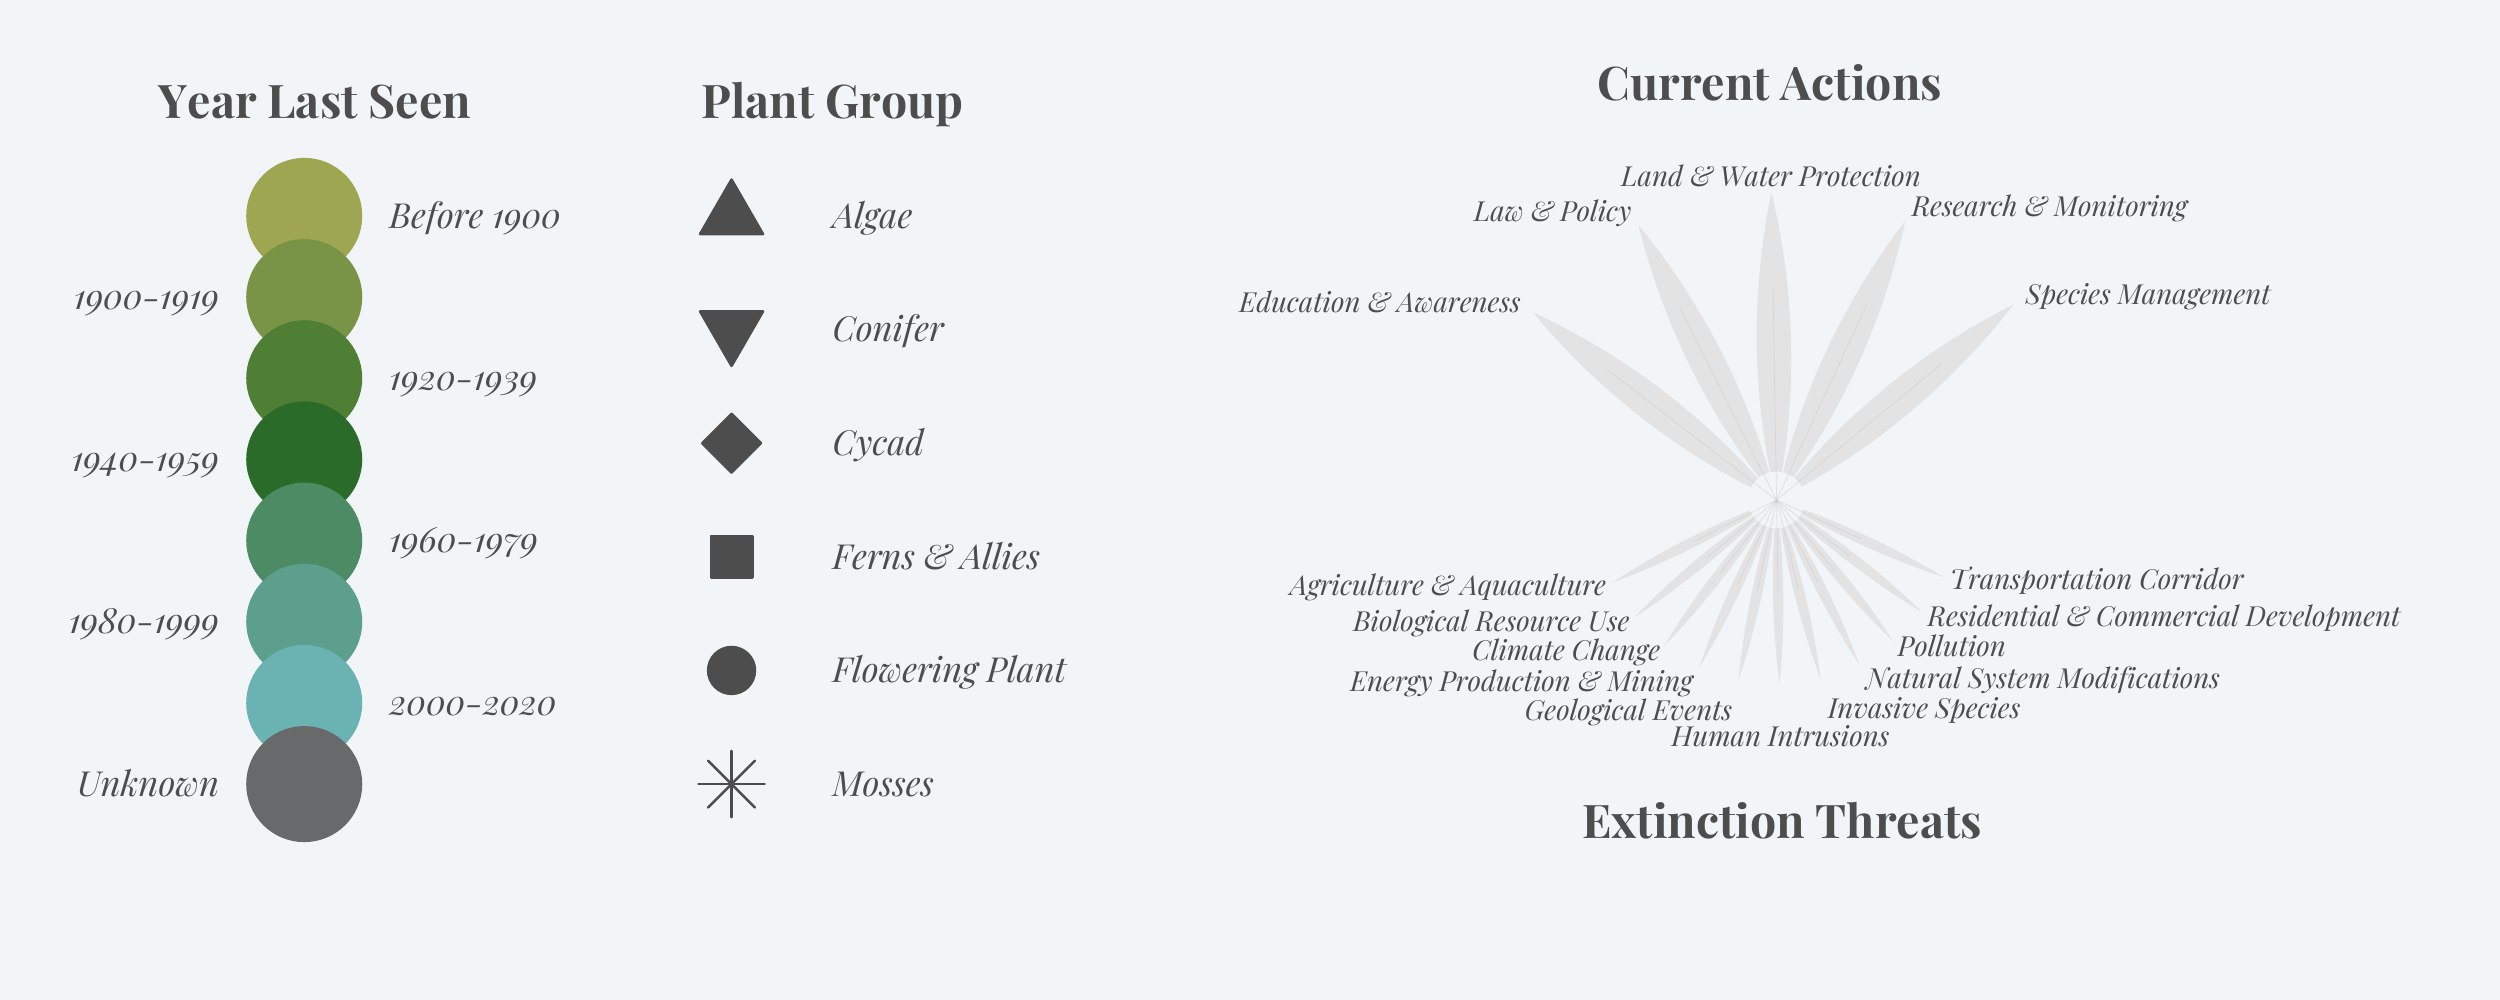 Year Last Seen
Before 1900
1900-1919
1920-1939
1940-1959
1960-1979
1980-1999
2000-2020
Unknown
Plant Group
Algae
Conifer
Cycad
Ferns & Allies
Flowering Plant
Mosses
Current Actions
Land & Water Protection
Law & Policy
Research & Monitoring
Education & Awareness
Species Management
Agriculture & Aquaculture
Biological Resource Use
Climate Change
Energy Production & Mining
Geological Events
Human Intrusions
Invasive Species
Natural System Modifications
Pollution
Residential & Commercial Development
Transportation Corridor
Extinction Threats